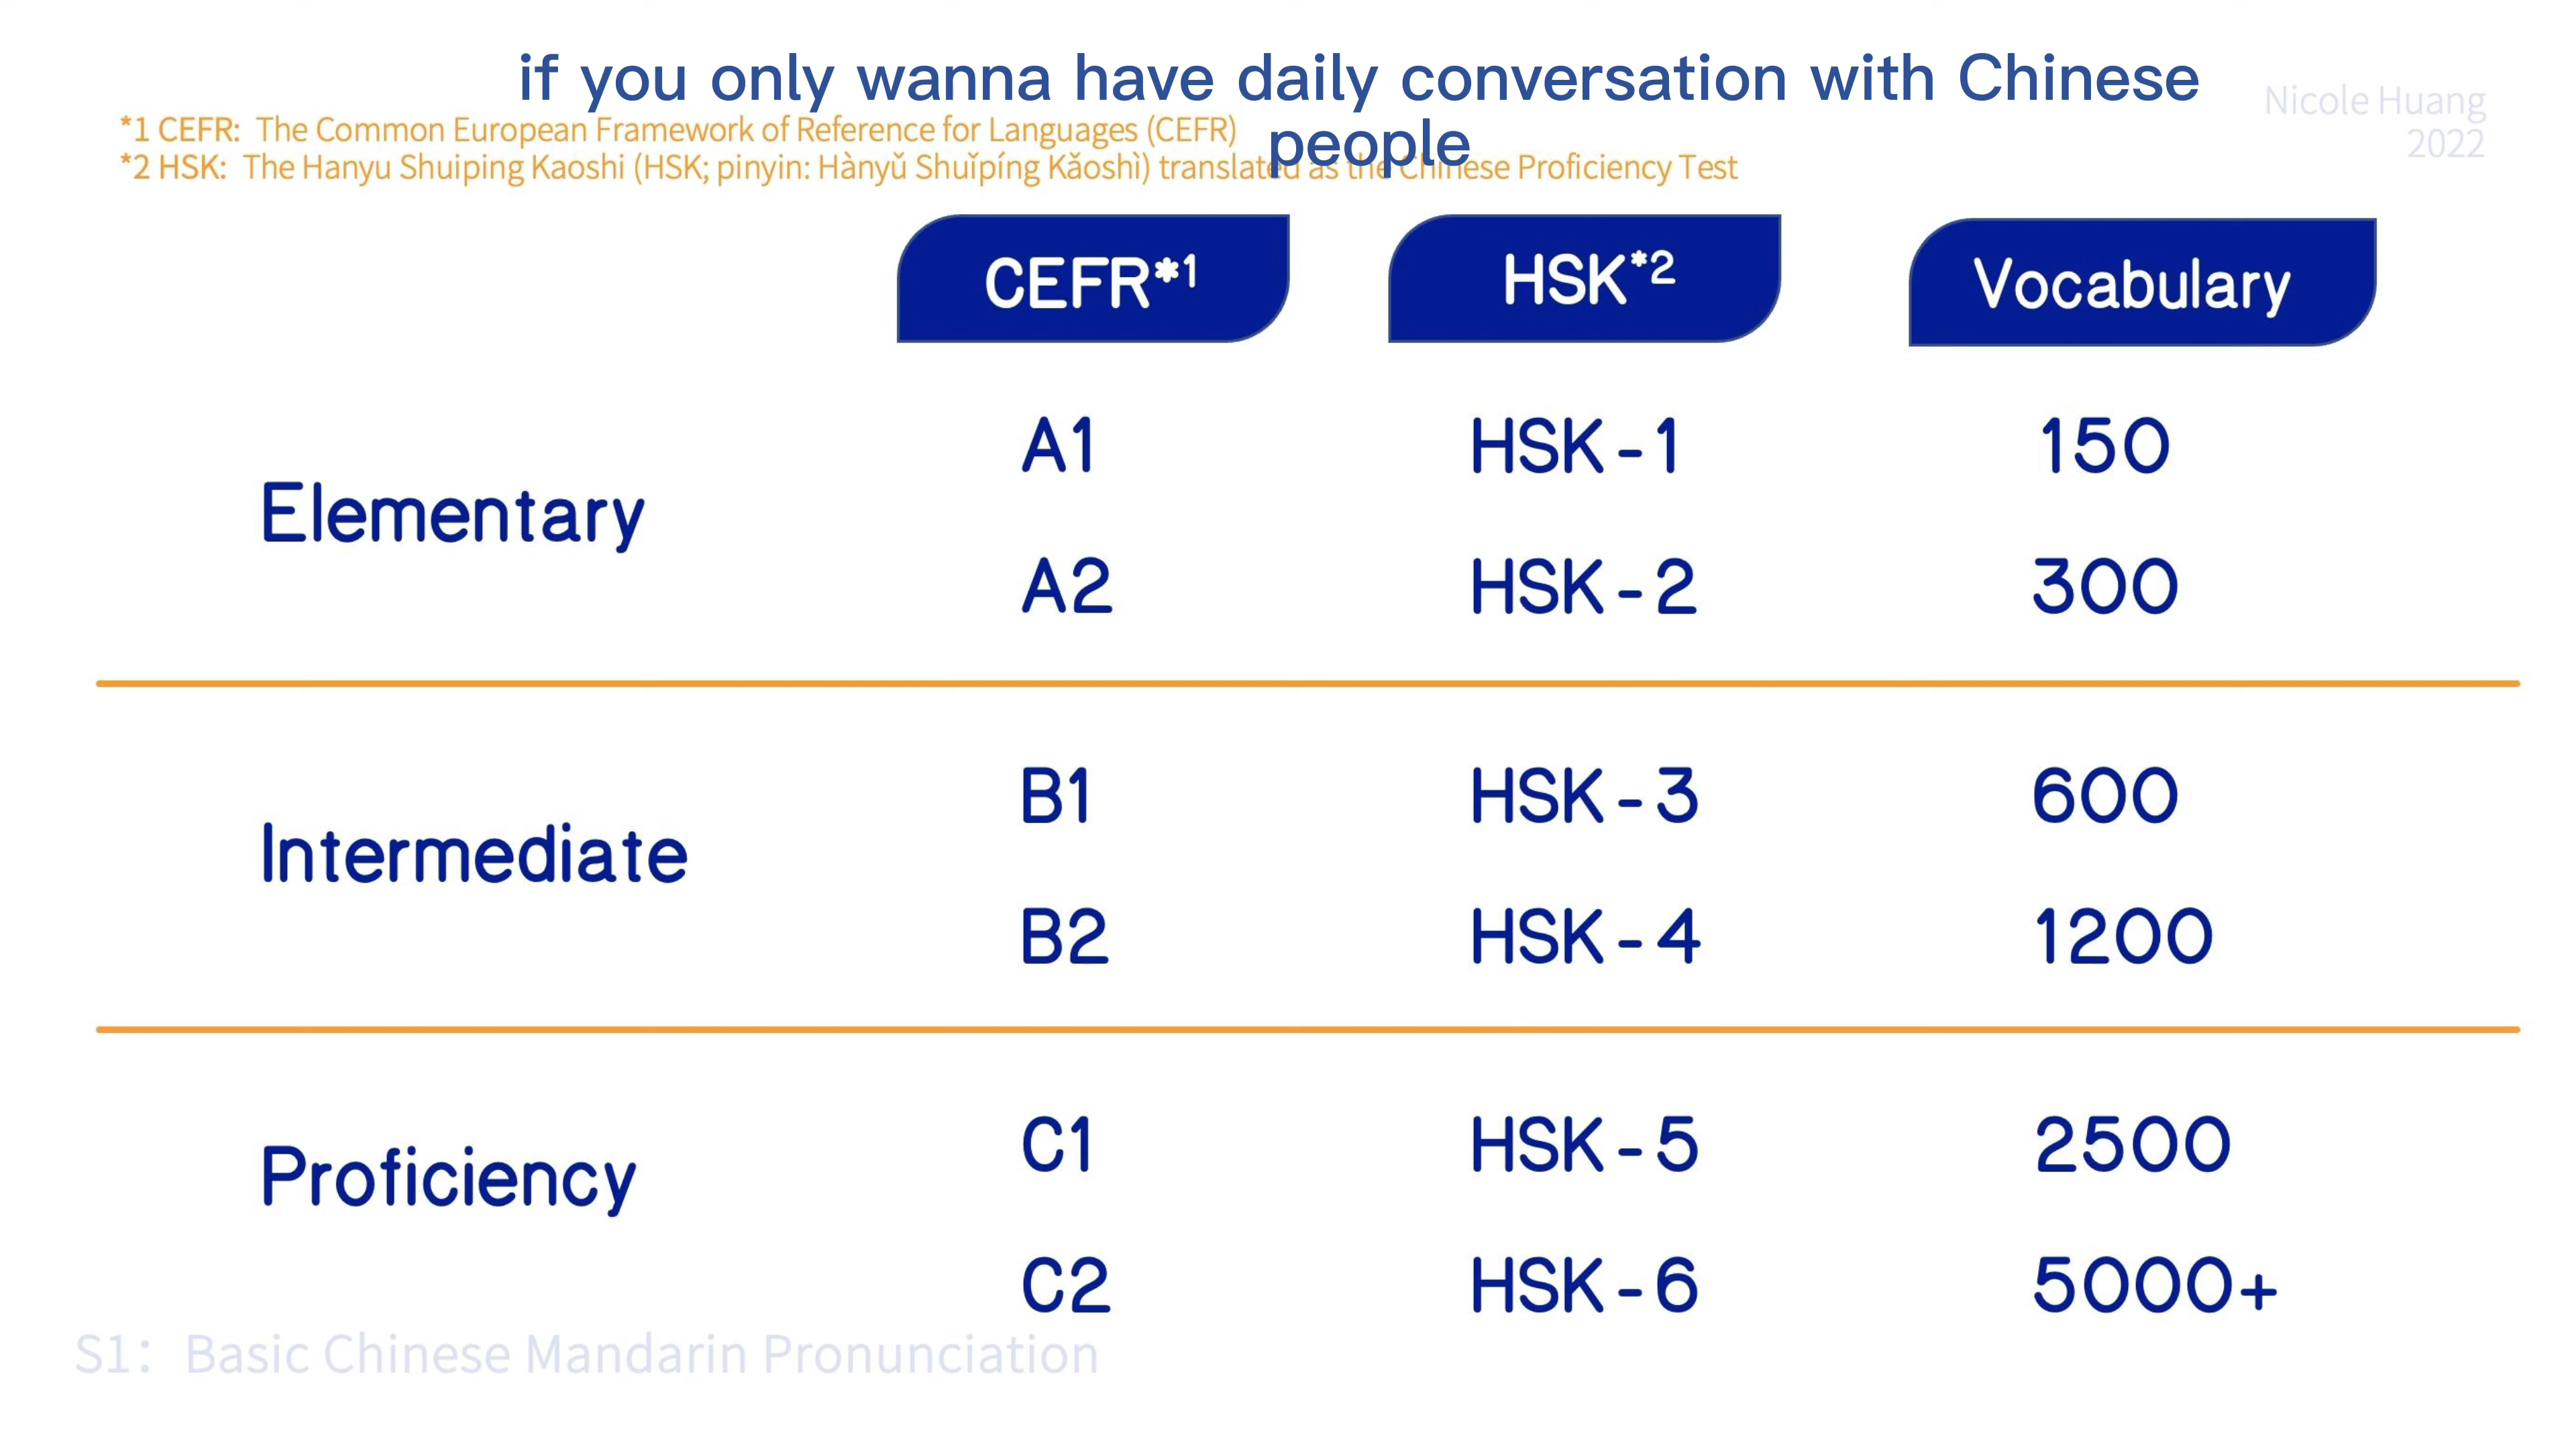 if you only wanna have daily conversation with Chinese
people
Nicole Huang
2022
*1 CEFR: The Common European Framework of Reference for Languages (CEFR)
*2 HSK: The Hanyu Shuiping Kaoshi (HSK; pinyin: Hànyǔ Shuǐpíng Kǎoshì) translated as the Chinese Proficiency Test
CEFR*1 HSK*2 Vocabulary
Elementary
A1 HSK-1 150
A2 HSK-2 300
Intermediate
B1 HSK-3 600
B2 HSK-4 1200
Proficiency
C1 HSK-5 2500
C2 HSK-6 5000+
S1: Basic Chinese Mandarin Pronunciation